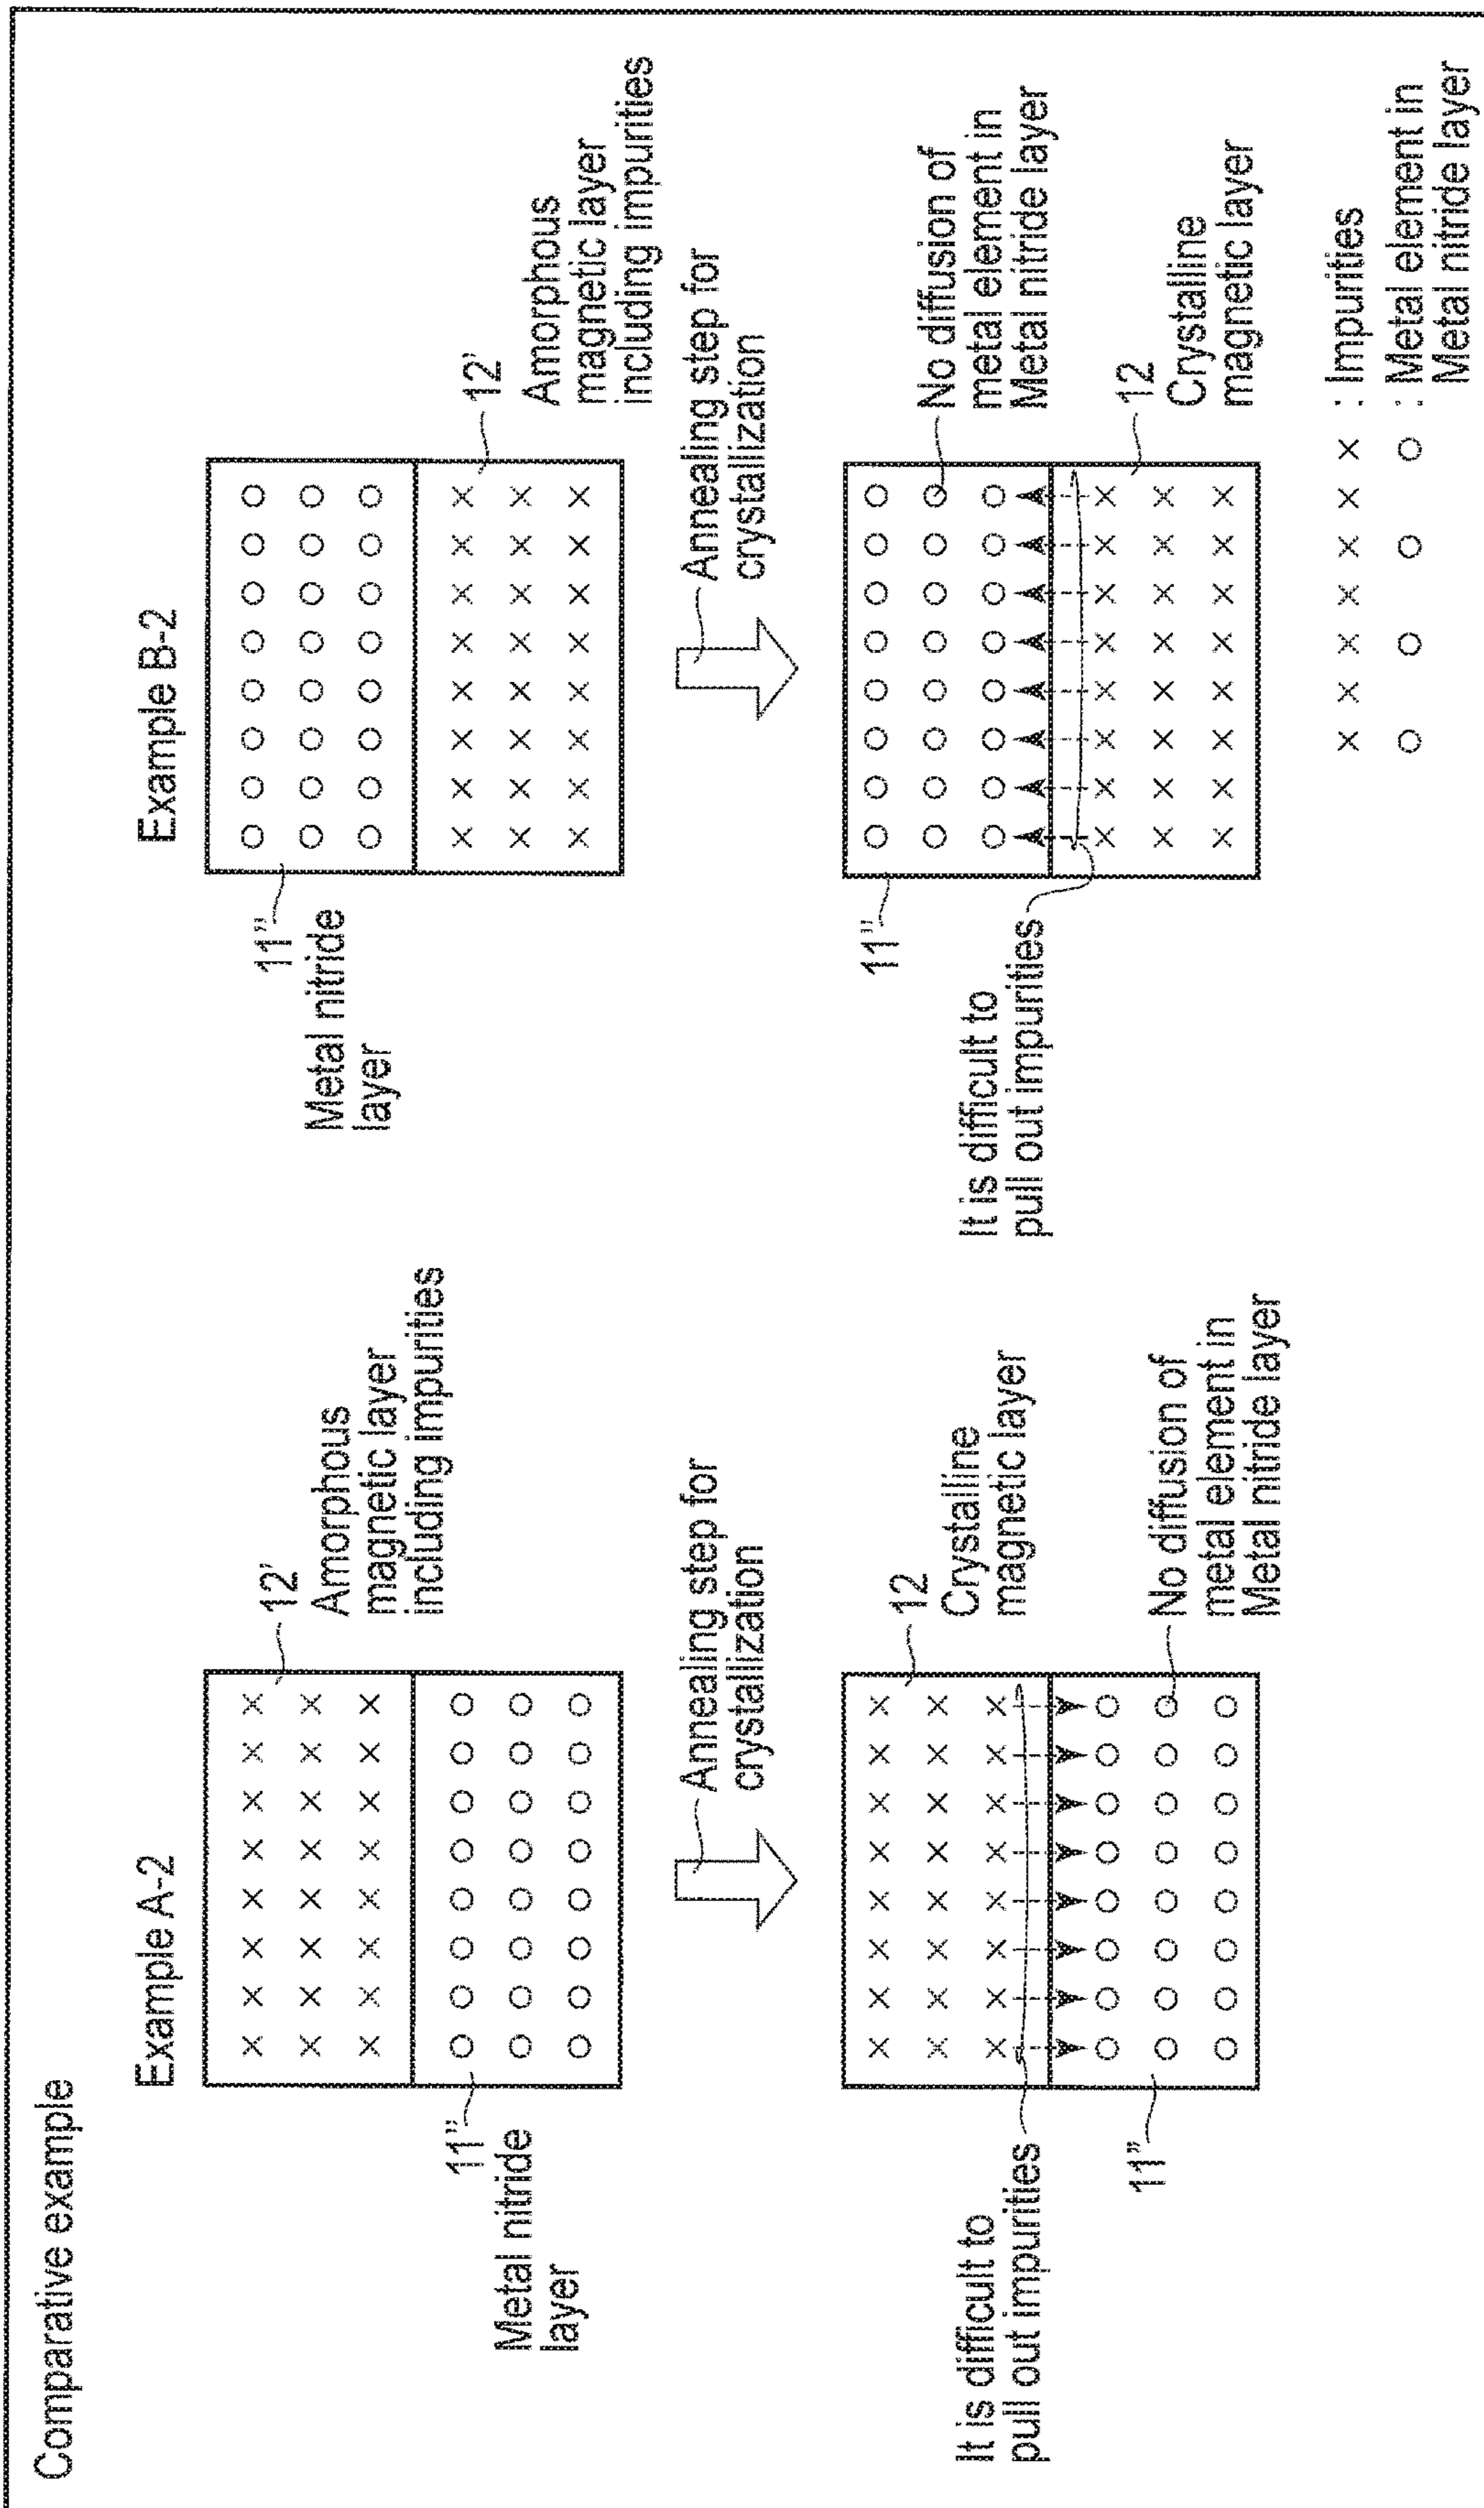 Comparative example
Example A-2
12'
Amorphous
magnetic layer
including impurities
11"
Metal nitride
layer
Annealing step for
crystallization
12
Crystalline
magnetic layer
It is difficult to
pull out impurities
11"
No diffusion of
metal element in
Metal nitride layer
Example B-2
11"
Metal nitride
layer
12'
Amorphous
magnetic layer
including impurities
Annealing step for
crystallization
11"
No diffusion of
metal element in
Metal nitride layer
It is difficult to
pull out impurities
12
Crystalline
magnetic layer
: Impurities
: Metal element in
Metal nitride layer